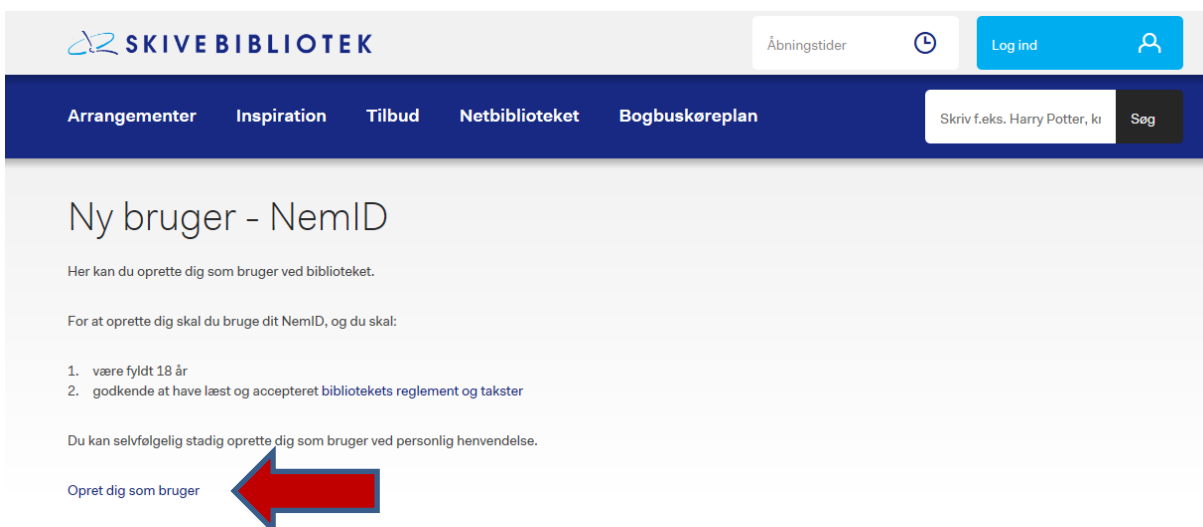 SKIVEBIBLIOTEK
Åbningstider
Log ind
Arrangementer Inspiration Tilbud Netbiblioteket Bogbuskøreplan
Skriv f.eks. Harry Potter, kr
Søg
Ny bruger - NemID
Her kan du oprette dig som bruger ved biblioteket.
For at oprette dig skal du bruge dit NemID, og du skal:
1. være fyldt 18 år
2. godkende at have læst og accepteret bibliotekets reglement og takster
Du kan selvfølgelig stadig oprette dig som bruger ved personlig henvendelse.
Opret dig som bruger